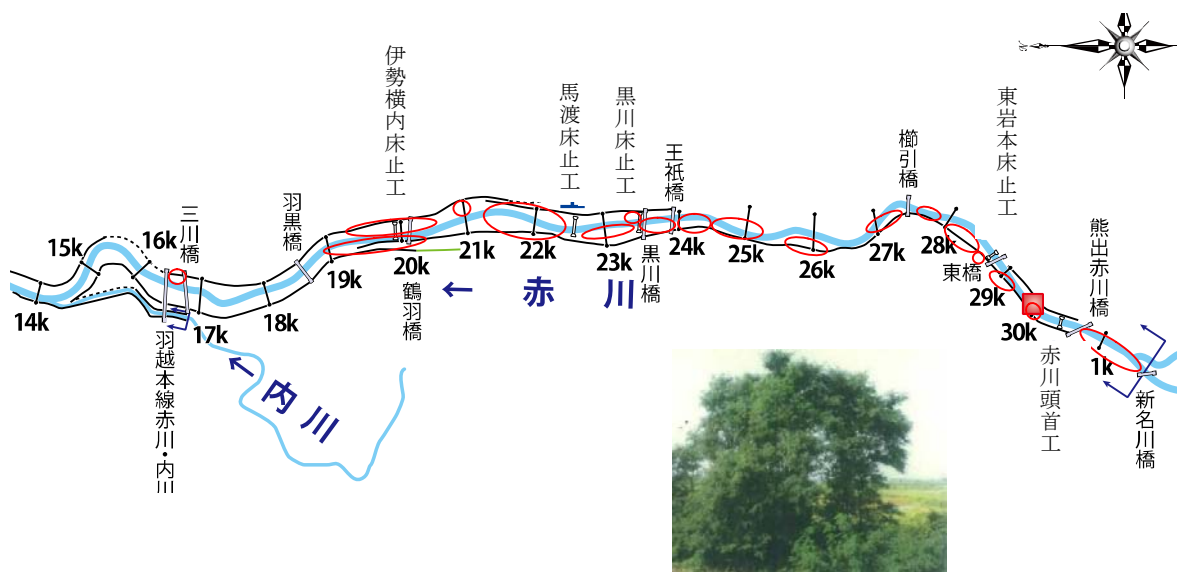 伊勢横内床止工
馬渡床止工
黒川床止工
王祇橋
櫛引橋
東岩本床止工
熊出赤川橋
三川橋
羽黒橋
15k
16k
14k
17k
18k
19k
20k
21k
22k
23k
24k
25k
26k
27k
28k
29k
30k
1k
鶴羽橋
黒川橋
東橋
← 赤川
← 内川
羽越本線赤川・内川
赤川頭首工
新名川橋